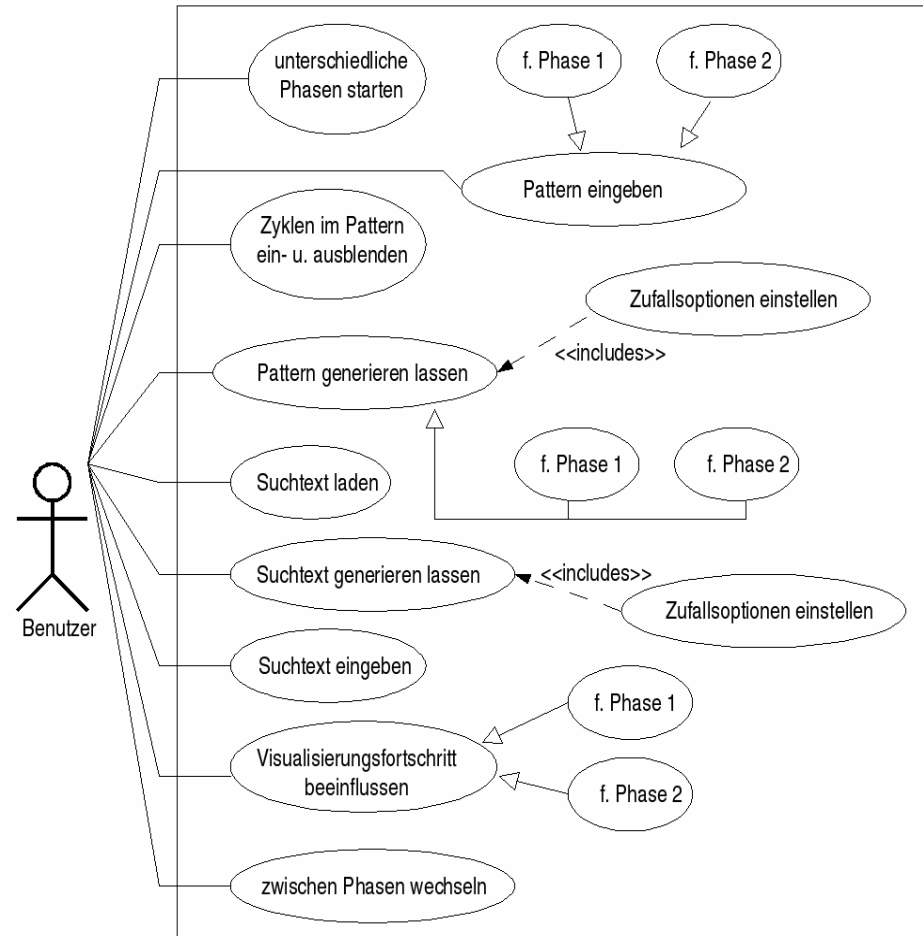 unterschiedliche
Phasen starten
f. Phase 1
f. Phase 2
Pattern eingeben
Zyklen im Pattern
ein- u. ausblenden
Zufallsoptionen einstellen
<<includes>>
Pattern generieren lassen
f. Phase 1
f. Phase 2
Suchtext laden
Suchtext generieren lassen
<<includes>>
Zufallsoptionen einstellen
Benutzer
Suchtext eingeben
f. Phase 1
Visualisierungsfortschritt
beeinflussen
f. Phase 2
zwischen Phasen wechseln